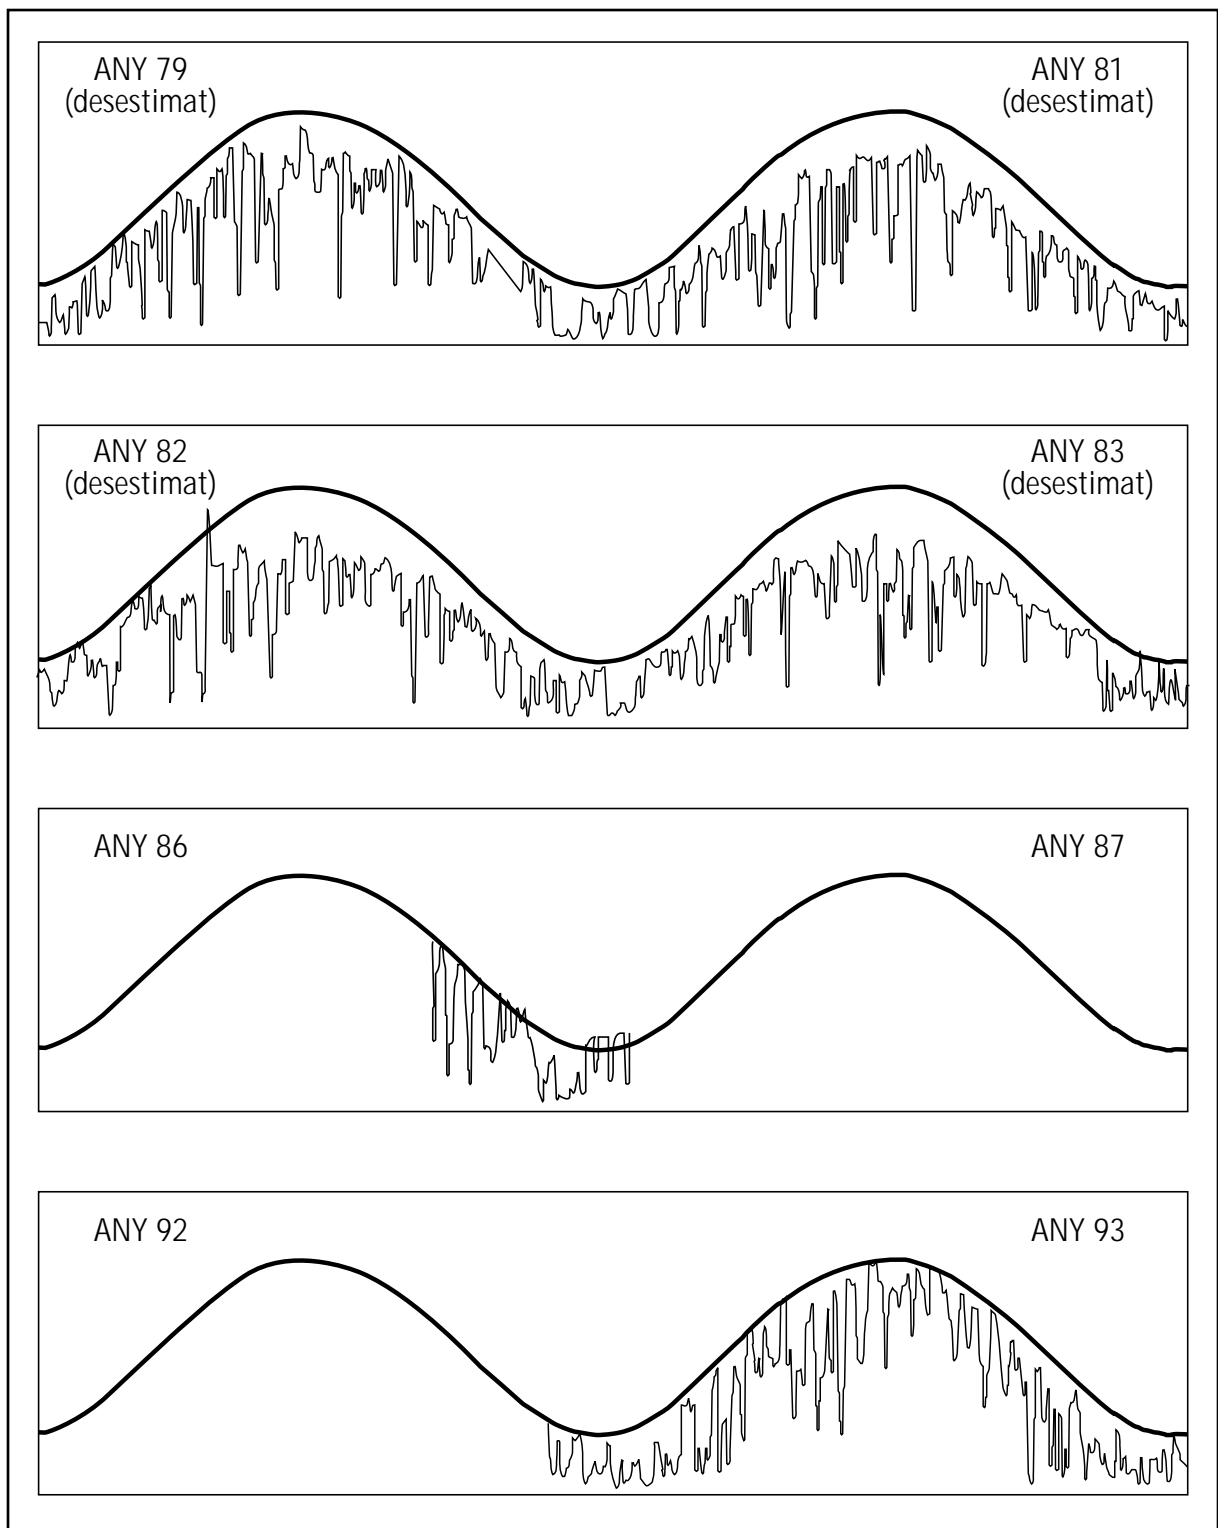 ANY 79
(desestimat)
ANY 81
(desestimat)
ANY 82
(desestimat)
ANY 83
(desestimat)
ANY 86
ANY 87
ANY 92
ANY 93